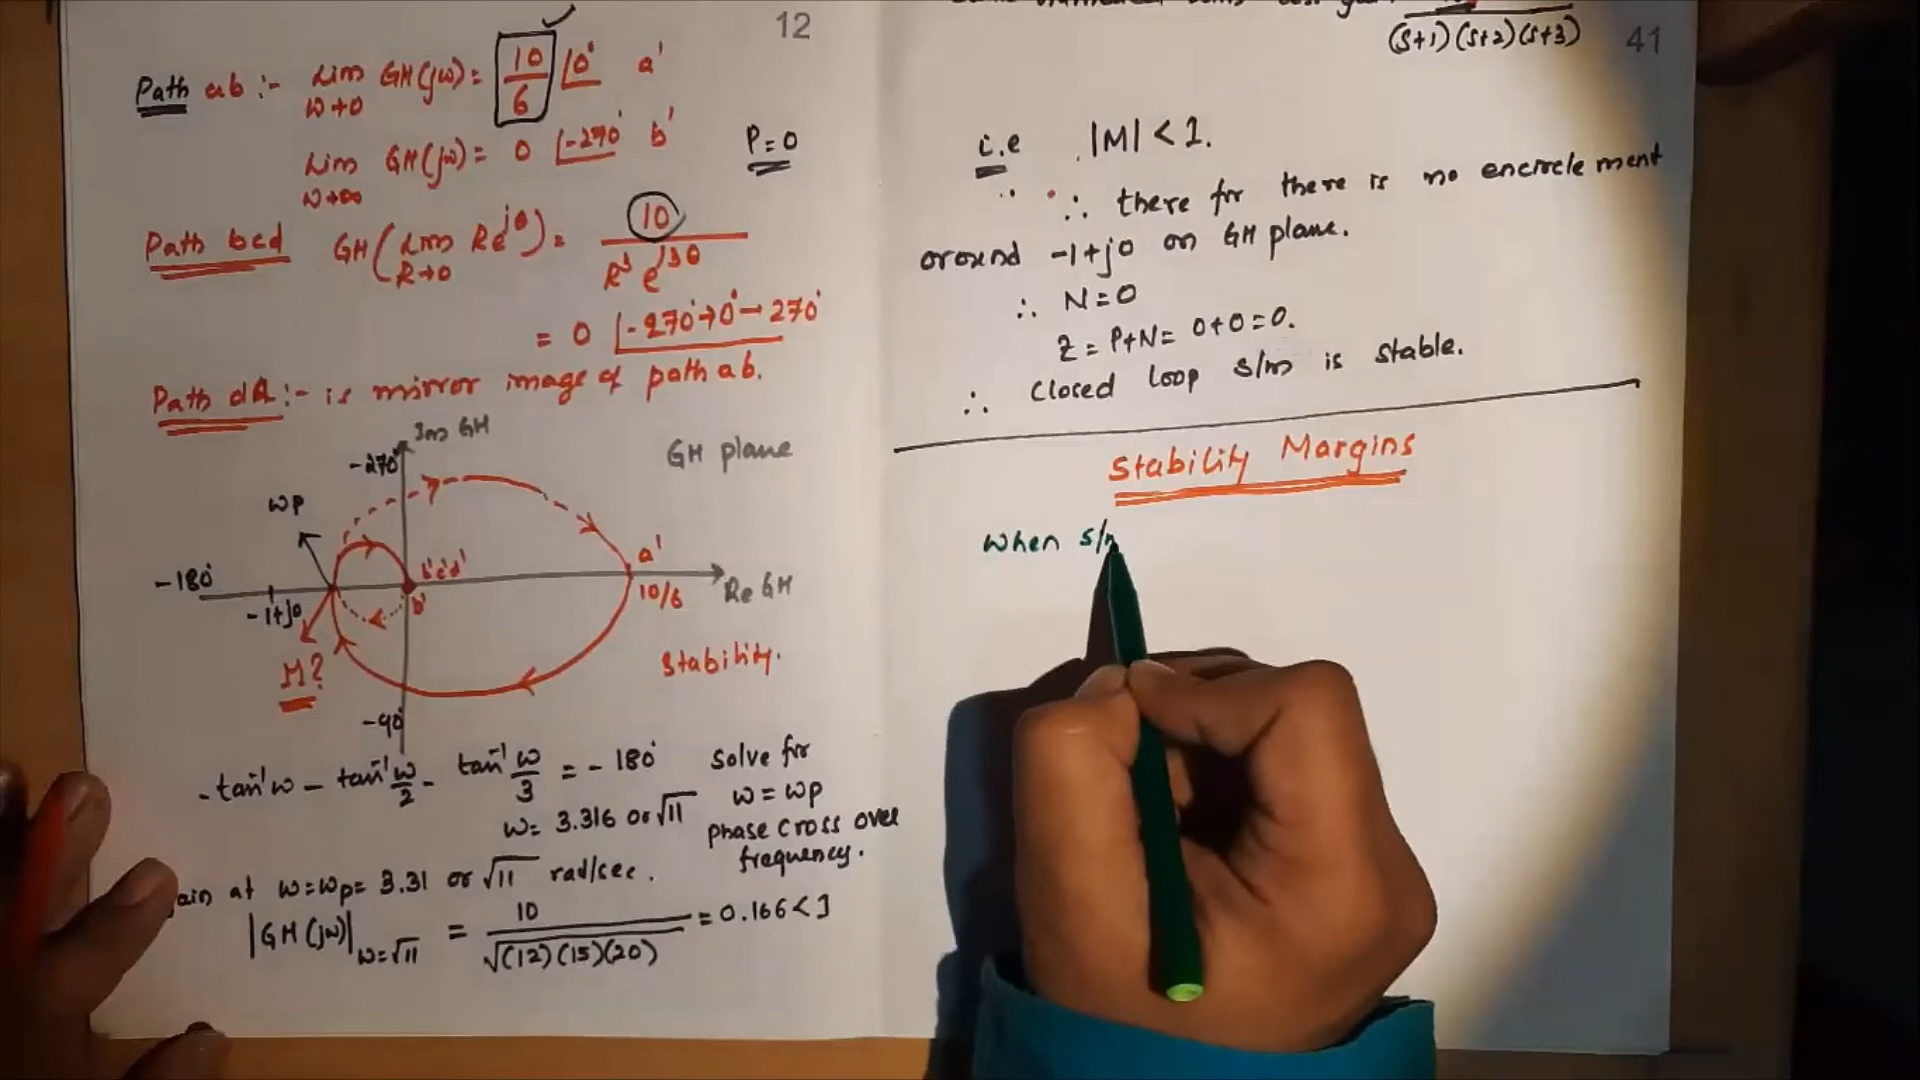 12
Path ab :- Lim GH(jω) = 10/6 ∠0° a'
ω→0
Lim GH(jω) = 0 ∠-270° b'
ω→∞
P=0
Path bcd GH(Lim Re^jθ) = 10/R³e^j3θ
R→0
= 0 ∠-270°→0°→270°
Path da :- is mirror image of path ab.
Im GH
-270°
GH plane
ωp
a'
-180°
b'c'd'
-1+j0
b'
10/6
Re GH
M?
Stability.
-90°
-tan⁻¹ω - tan⁻¹ω/2 - tan⁻¹ω/3 = -180°
Solve for
ω = 3.316 or √11
ω = ωp
phase cross over
frequency.
ain at ω=ωp= 3.31 or √11 rad/sec.
|GH(jω)|ω=√11 = 10/√(12)(15)(20) = 0.166<1
(s+1)(s+2)(s+3)
41
i.e |M| < 1.
∴ there for there is no encirclement
around -1+j0 on GH plane.
∴ N=0
Z = P+N = 0+0=0.
∴ Closed loop s/m is stable.
Stability Margins
When s/m